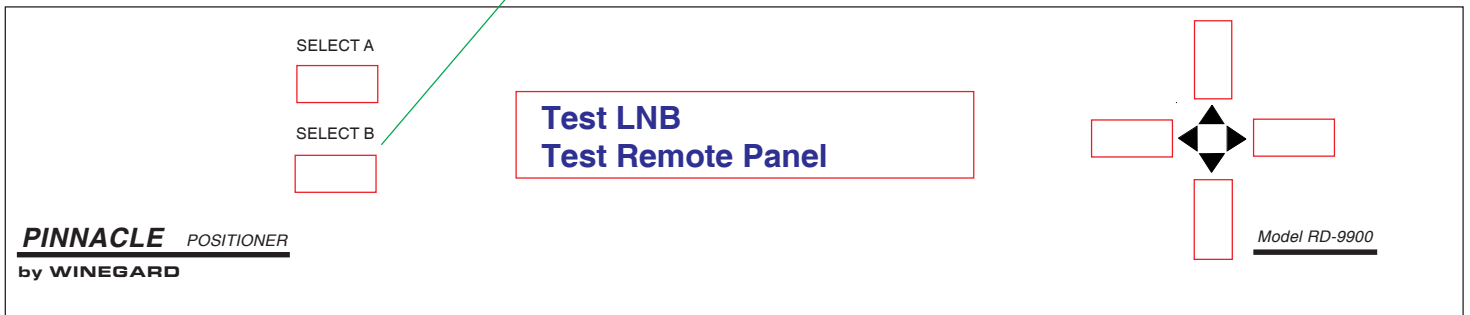 SELECT A
SELECT B
Test LNB
Test Remote Panel
PINNACLE POSITIONER
by WINEGARD
Model RD-9900